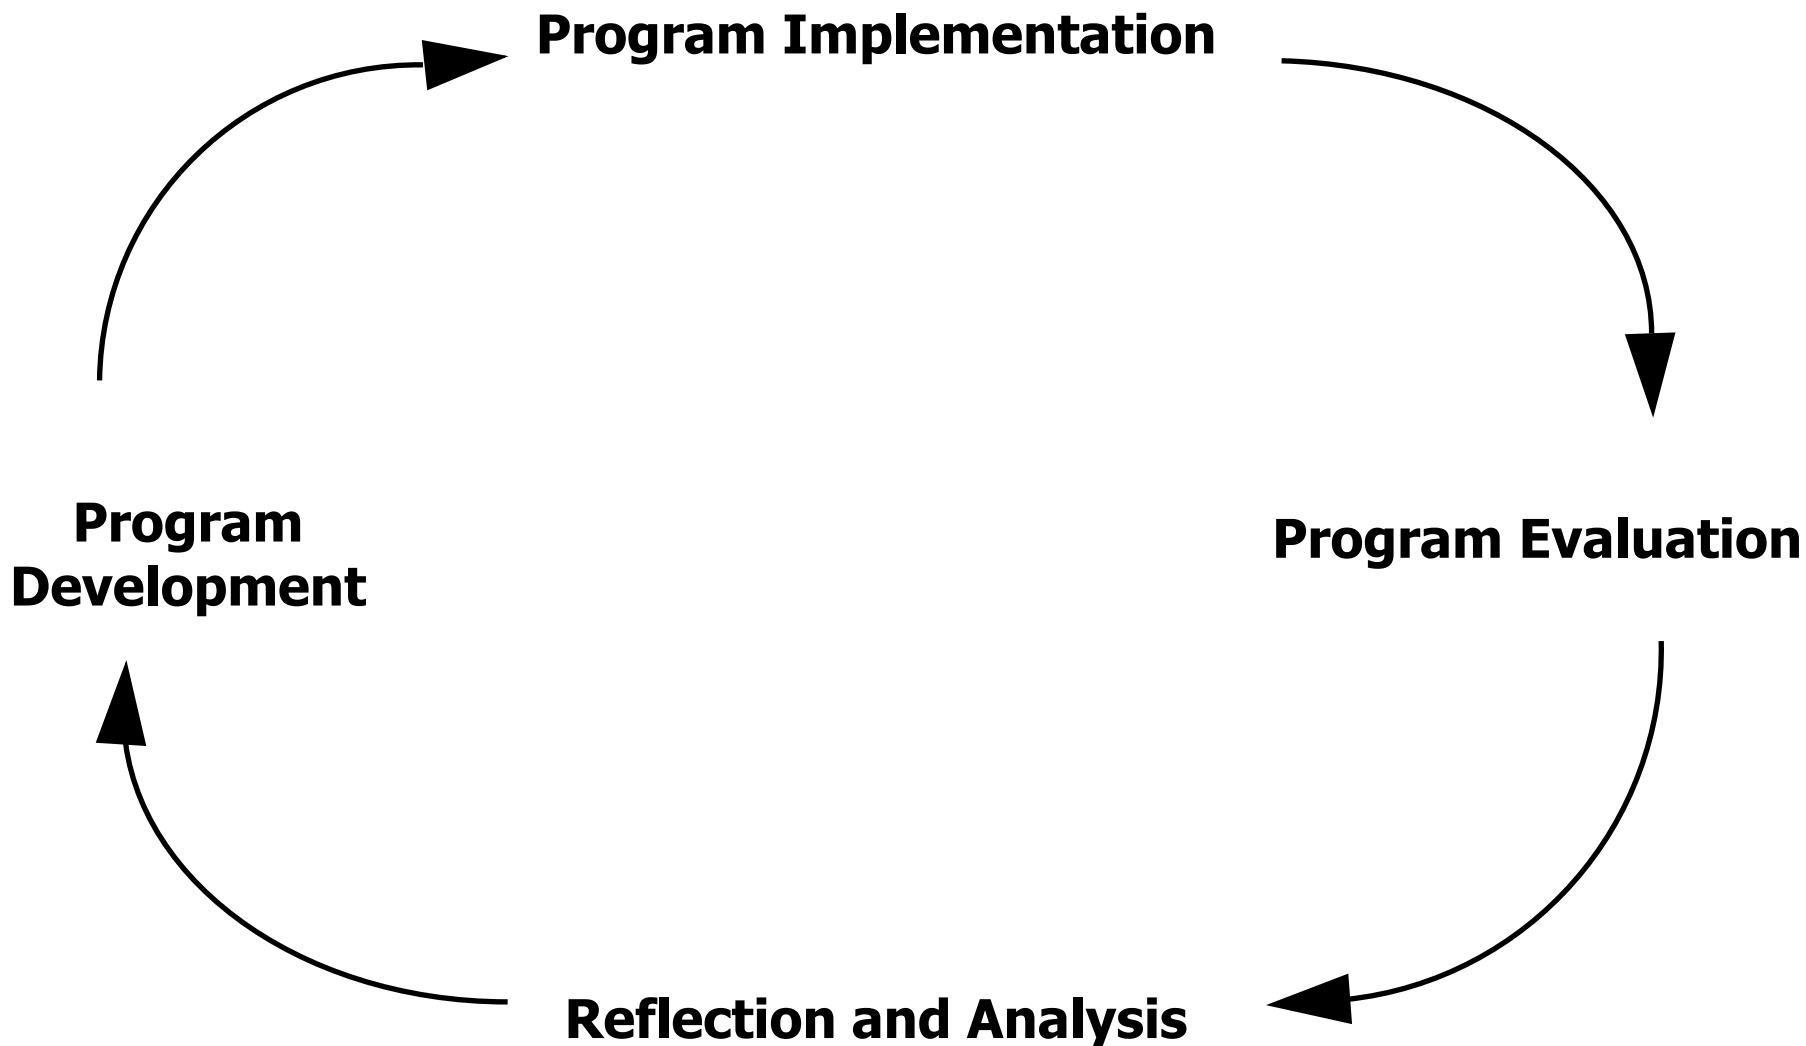 Program Implementation
Program
Development
Program Evaluation
Reflection and Analysis